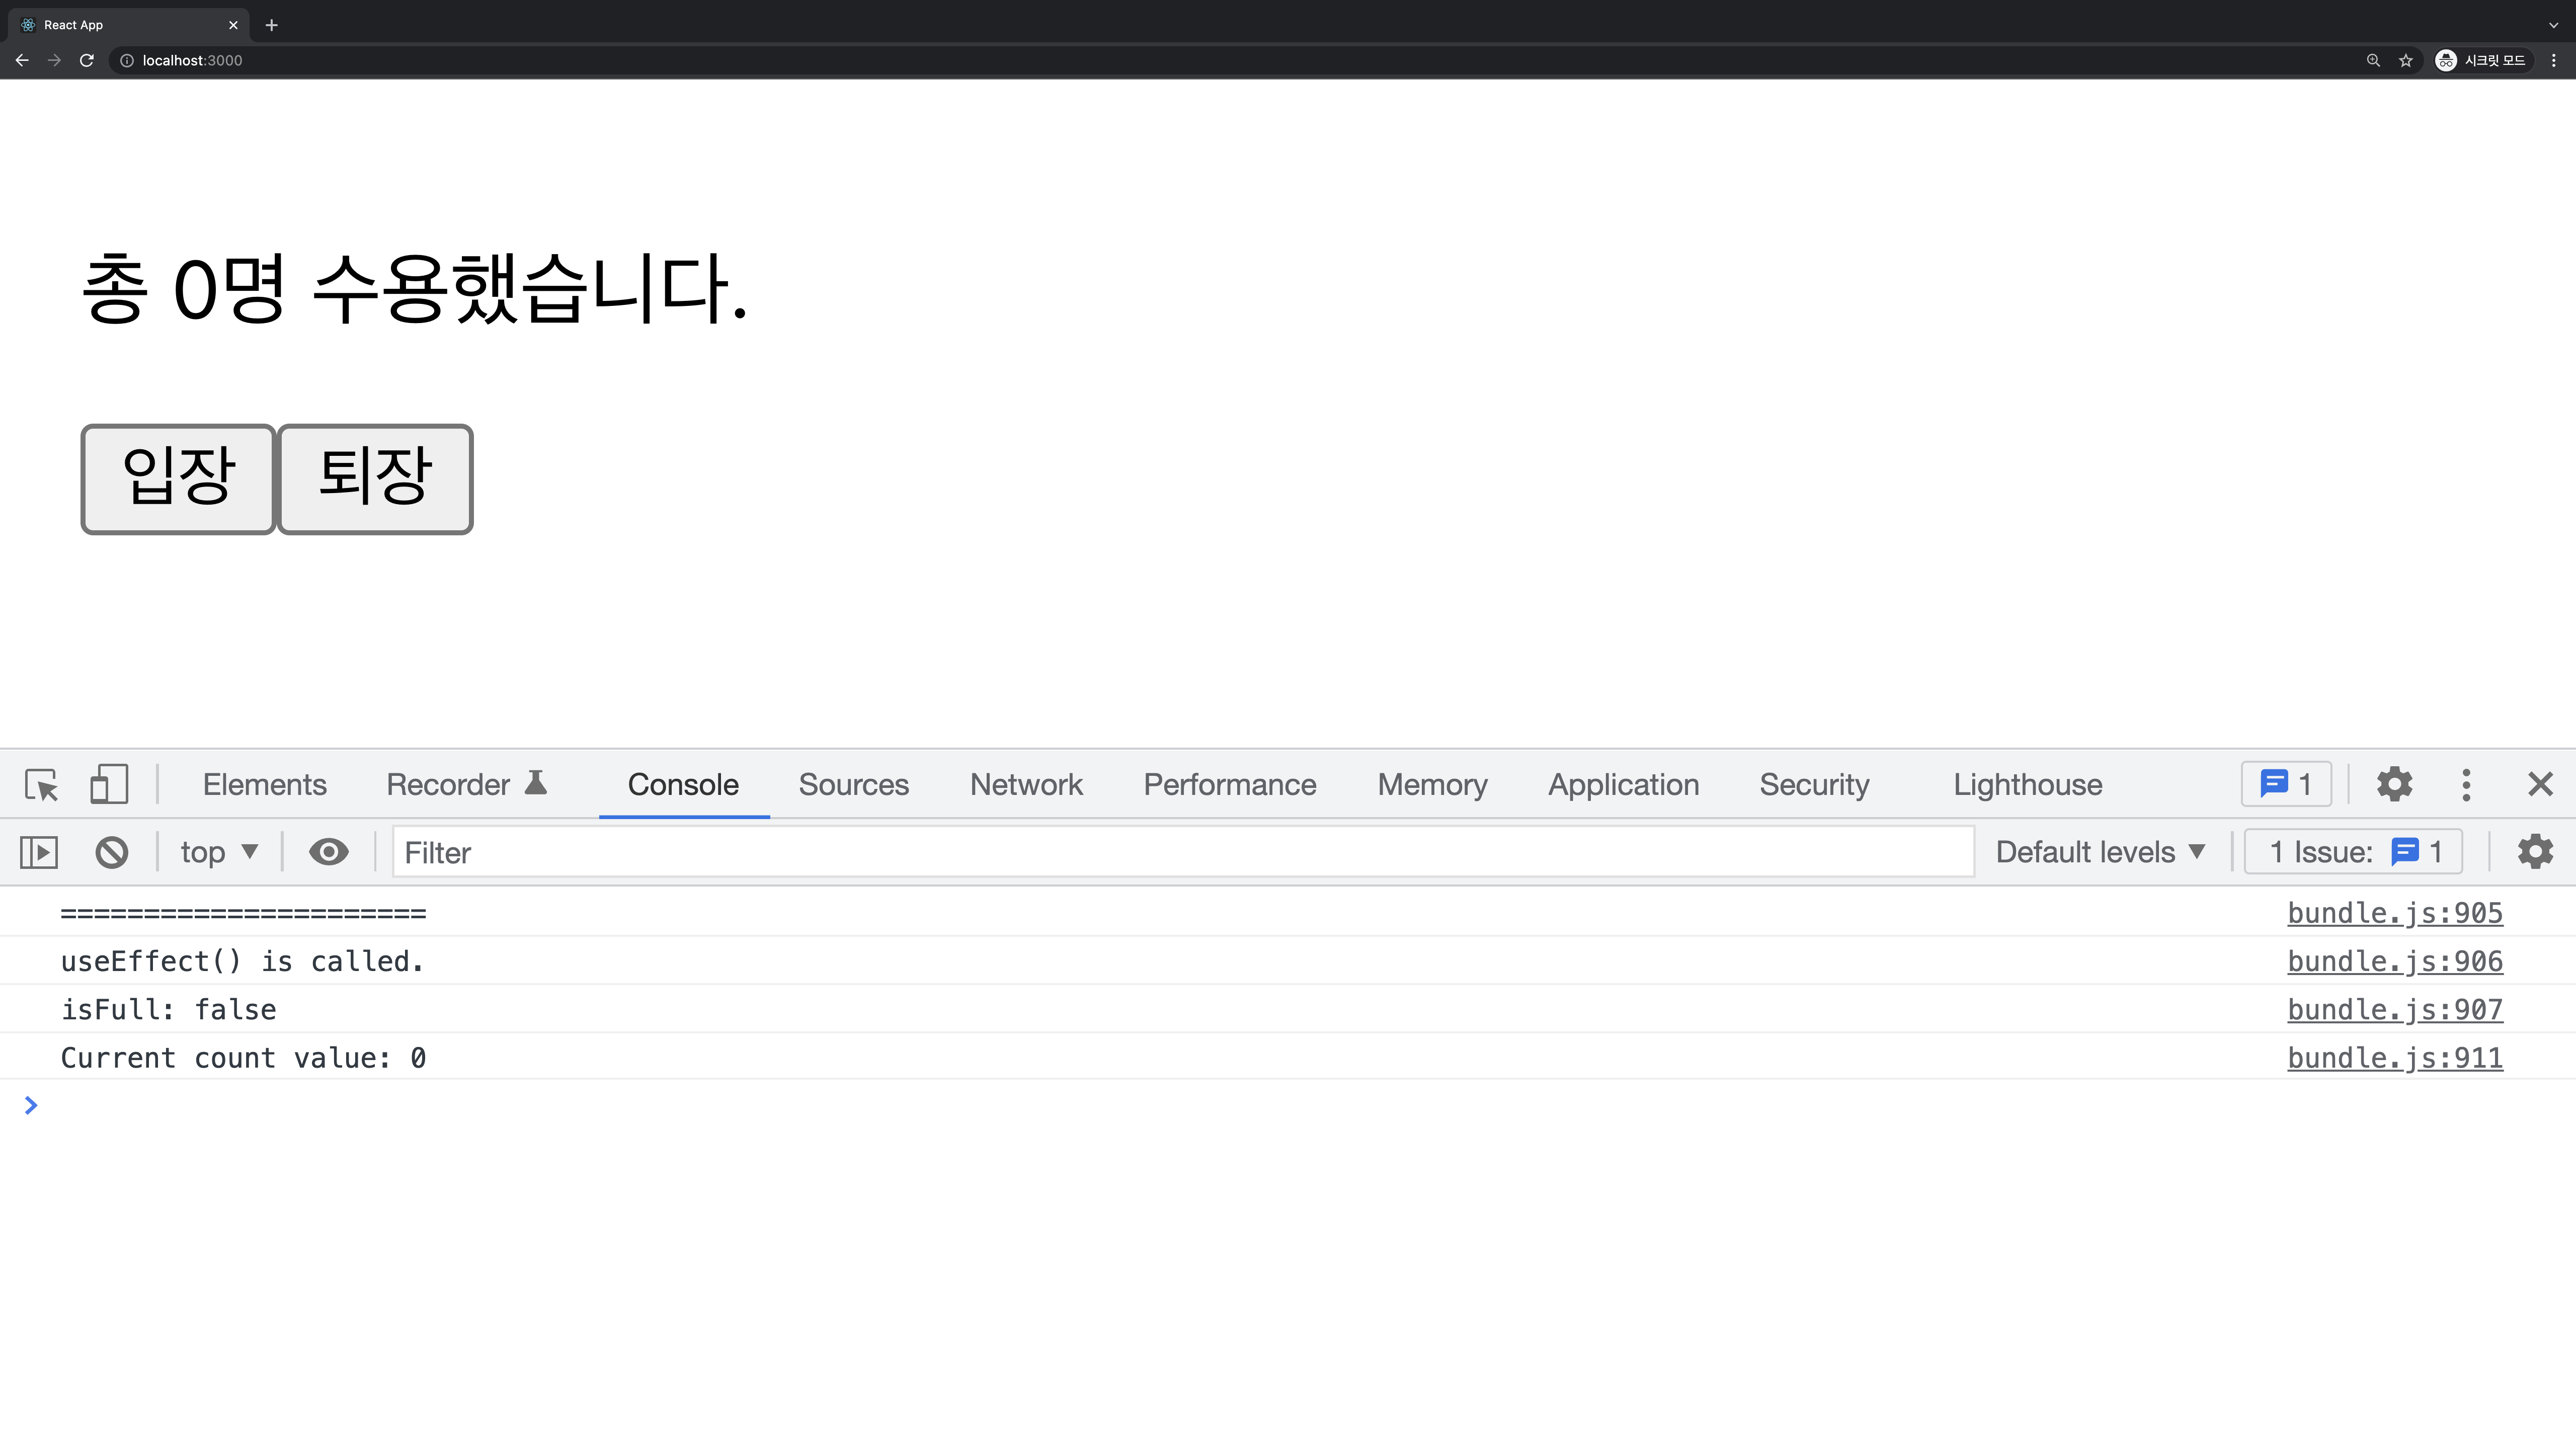 React App
localhost:3000
시크릿 모드
총 0명 수용했습니다.
입장 퇴장
Elements Recorder Console Sources Network Performance Memory Application Security Lighthouse 1
top Filter Default levels 1 Issue: 1
====================== bundle.js:905
useEffect() is called. bundle.js:906
isFull: false bundle.js:907
Current count value: 0 bundle.js:911